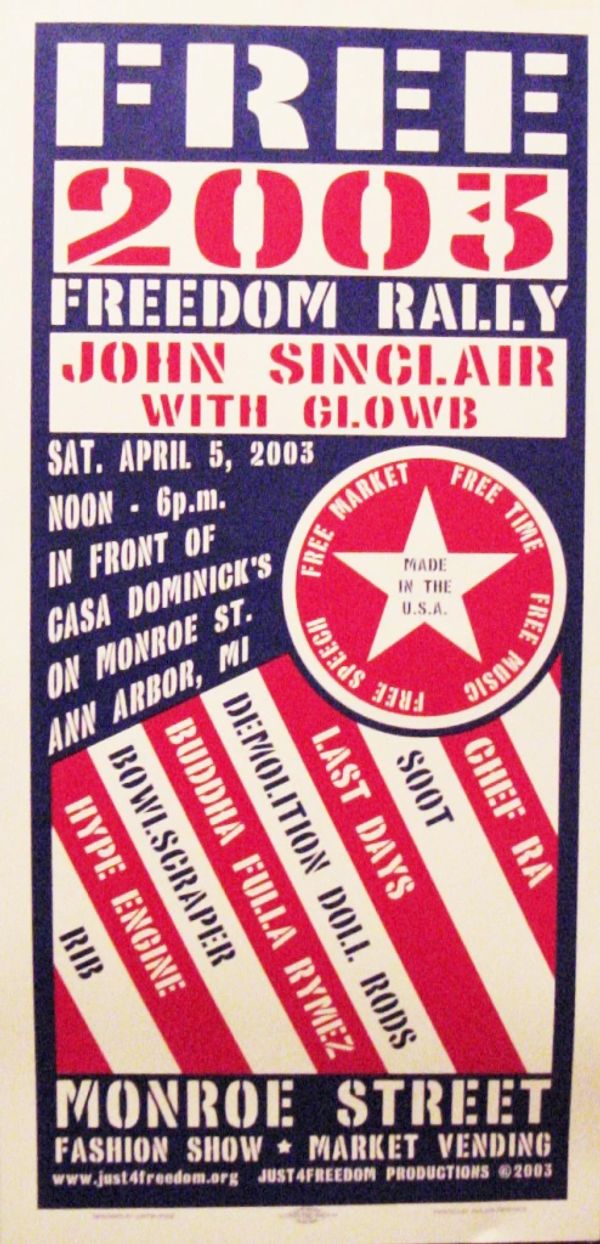 FREE
2003
FREEDOM RALLY
JOHN SINCLAIR
WITH GLOWB
SAT. APRIL 5, 2003
NOON - 6p.m.
IN FRONT OF
CASA DOMINICK'S
ON MONROE ST.
ANN ARBOR, MI
FREE MARKET
FREE TIME
FREE MUSIC
FREE SPEECH
MADE
IN THE
U.S.A.
RIB
HYPE ENGINE
BOWLSCRAPER
BUDDHA FULLA RYMEZ
DEMOLITION DOLL RODS
LAST DAYS
SOOT
CHEF RA
MONROE STREET
FASHION SHOW ★ MARKET VENDING
www.just4freedom.org JUST4FREEDOM PRODUCTIONS ©2003